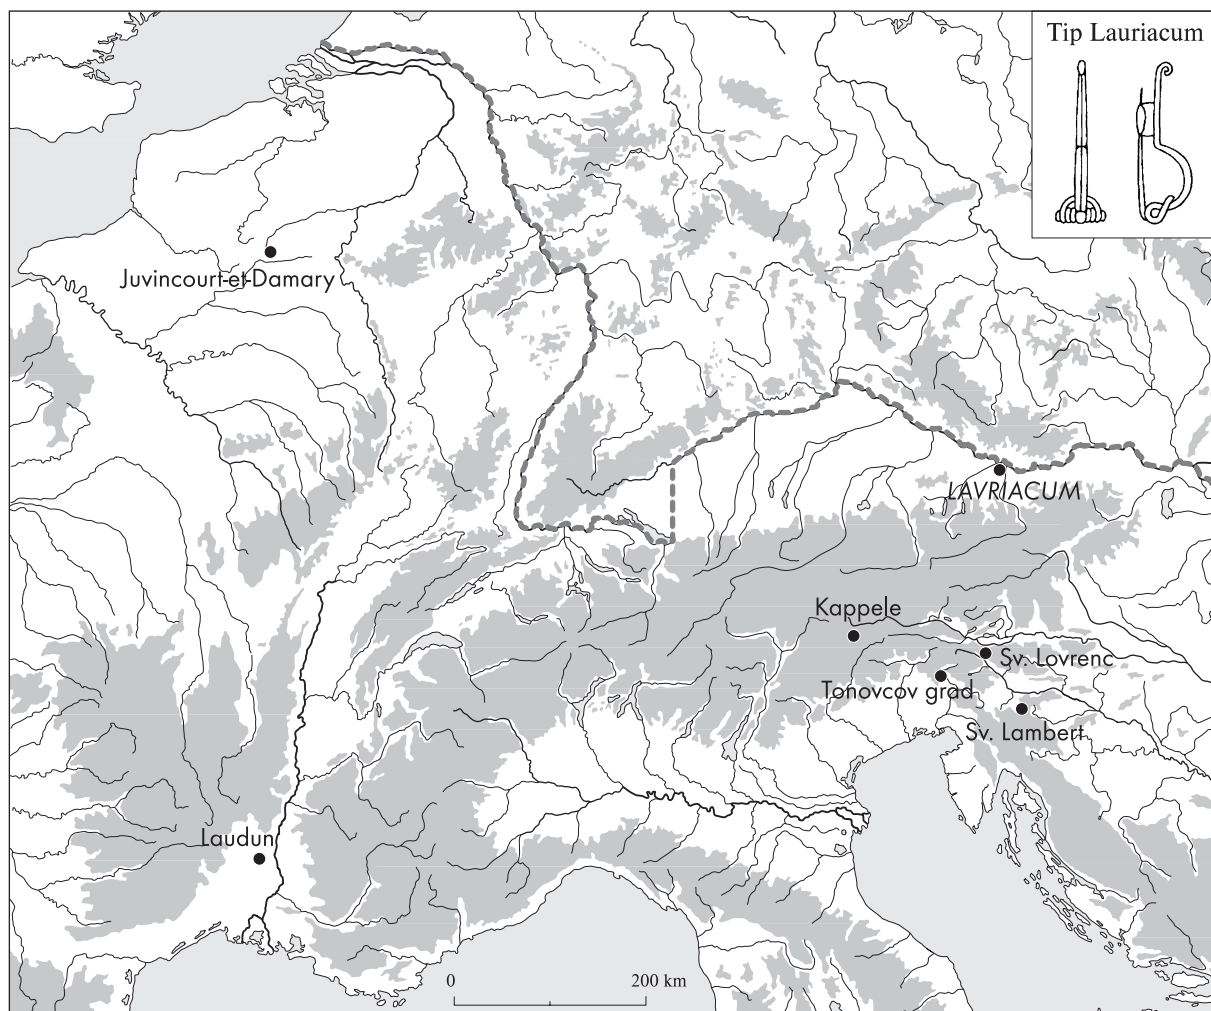 Tip Lauriacum
Juvincourt-et-Damary
LAVRIACUM
Kappele
Sv. Lovrenc
Tonovcov grad
Sv. Lambert
Laudun
0
200 km